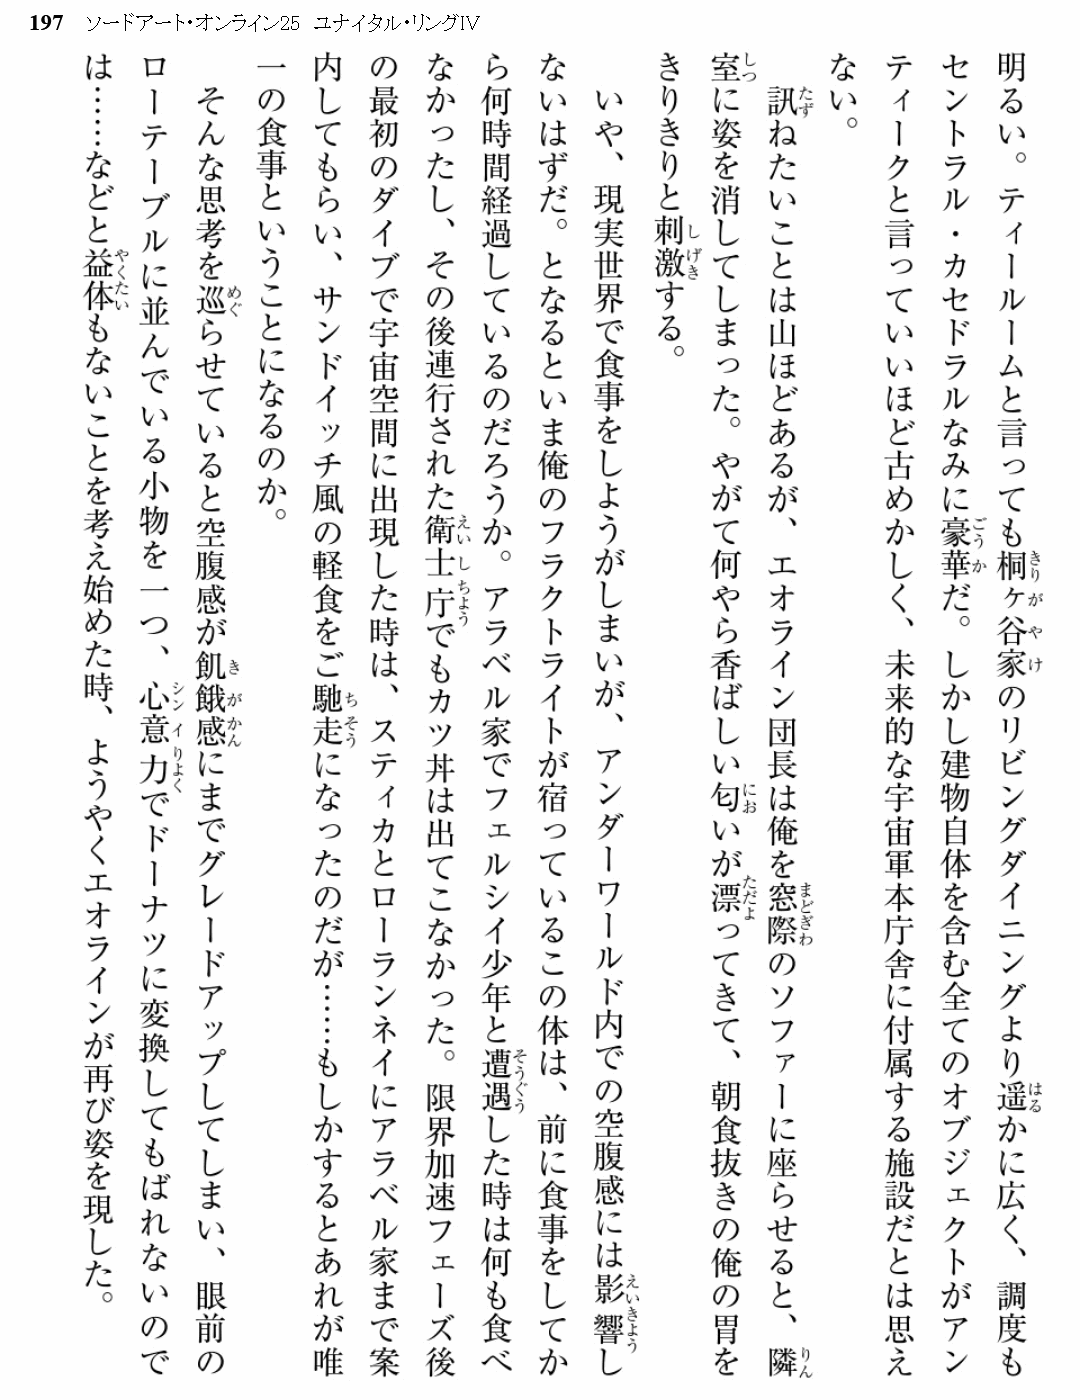 197 ソードアート・オンライン25 ユナイタル・リングⅣ
明るい。ティールームと言っても桐ヶ谷家のリビングダイニングより遥かに広く、調度も
セントラル・カセドラルなみに豪華だ。しかし建物自体を含む全てのオブジェクトがアン
ティークと言っていいほど古めかしく、未来的な宇宙軍本庁舎に付属する施設だとは思え
ない。
訊ねたいことは山ほどあるが、エオライン団長は俺を窓際のソファーに座らせると、隣
室に姿を消してしまった。やがて何やら香ばしい匂いが漂ってきて、朝食抜きの俺の胃を
きりきりと刺激する。
いや、現実世界で食事をしようがしまいが、アンダーワールド内での空腹感には影響し
ないはずだ。となるといま俺のフラクトライトが宿っているこの体は、前に食事をしてか
ら何時間経過しているのだろうか。アラベル家でフェルシイ少年と遭遇した時は何も食べ
なかったし、その後連行された衛士庁でもカツ丼は出てこなかった。限界加速フェーズ後
の最初のダイブで宇宙空間に出現した時は、スティカとローランネイにアラベル家まで案
内してもらい、サンドイッチ風の軽食をご馳走になったのだが……もしかするとあれが唯
一の食事ということになるのか。
そんな思考を巡らせていると空腹感が飢餓感にまでグレードアップしてしまい、眼前の
ローテーブルに並んでいる小物を一つ、心意力でドーナツに変換してもばれないので
は……などと益体もないことを考え始めた時、ようやくエオラインが再び姿を現した。